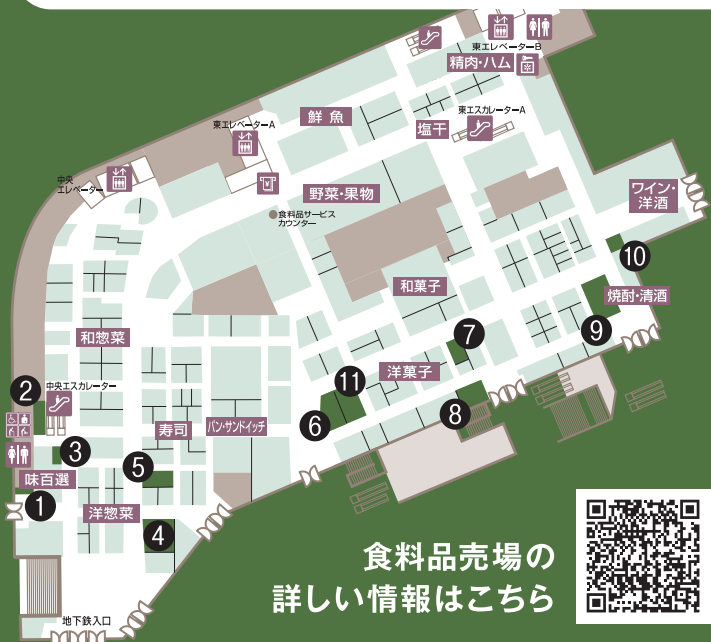 東エレベーターB
精肉・ハム
東エスカレーターA
鮮魚
塩干
東エレベーターA
中央
エレベーター
野菜・果物
ワイン・
洋酒
食料品サービス
カウンター
10
和菓子
焼酎・清酒
和惣菜
7
9
洋菓子
11
2
中央エスカレーター
8
6
寿司
パン・サンドイッチ
3
5
味百選
1
洋惣菜
4
食料品売場の
詳しい情報はこちら
地下鉄入口